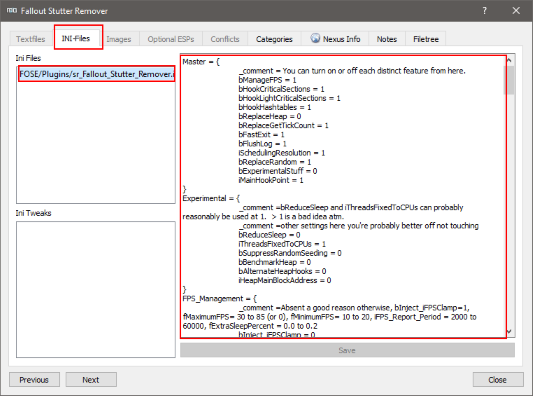 Fallout Stutter Remover
Textfiles
INI-Files
Images
Optional ESPs
Conflicts
Categories
Nexus Info
Notes
Filetree
Ini Files
FOSE/Plugins/sr_Fallout_Stutter_Remover.i
Ini Tweaks
Master = {
_comment = You can turn on or off each distinct feature from here.
bManageFPS = 1
bHookCriticalSections = 1
bHookLightCriticalSections = 1
bHookHashtables = 1
bReplaceHeap = 0
bReplaceGetTickCount = 1
bFastExit = 1
bFlushLog = 1
iSchedulingResolution = 1
bReplaceRandom = 1
bExperimentalStuff = 0
iMainHookPoint = 1
}
Experimental = {
_comment =bReduceSleep and iThreadsFixedToCPUs can probably
reasonably be used at 1.  > 1 is a bad idea atm.
_comment =other settings here you're probably better off not touching
bReduceSleep = 0
iThreadsFixedToCPUs = 1
bSuppressRandomSeeding = 0
bBenchmarkHeap = 0
bAlternateHeapHooks = 0
iHeapMainBlockAddress = 0
}
FPS_Management = {
_comment =Absent a good reason otherwise, bInject_iFPSClamp=1,
fMaximumFPS= 30 to 85 (or 0), fMinimumFPS= 10 to 20, iFPS_Report_Period = 2000 to
60000, fExtraSleepPercent = 0.0 to 0.2
bInject_iFPSClamp = 0
Save
Previous
Next
Close